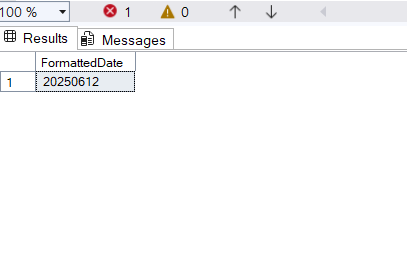 100 % 1 0
Results Messages
FormattedDate
1 20250612